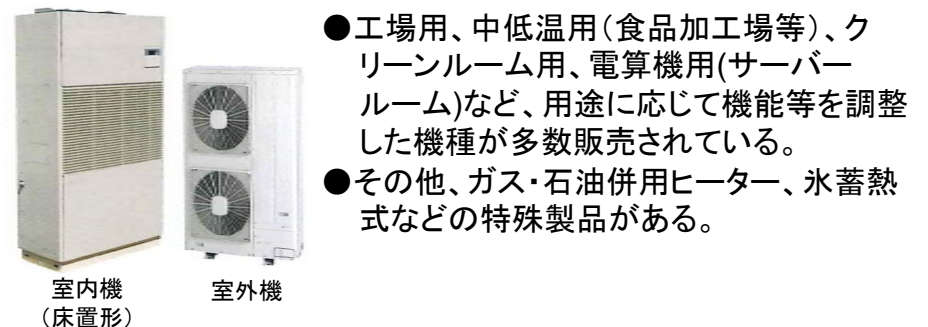 ●工場用、中低温用（食品加工場等）、ク
リーンルーム用、電算機用(サーバー
ルーム)など、用途に応じて機能等を調整
した機種が多数販売されている。
●その他、ガス・石油併用ヒーター、氷蓄熱
式などの特殊製品がある。
室内機
（床置形）
室外機